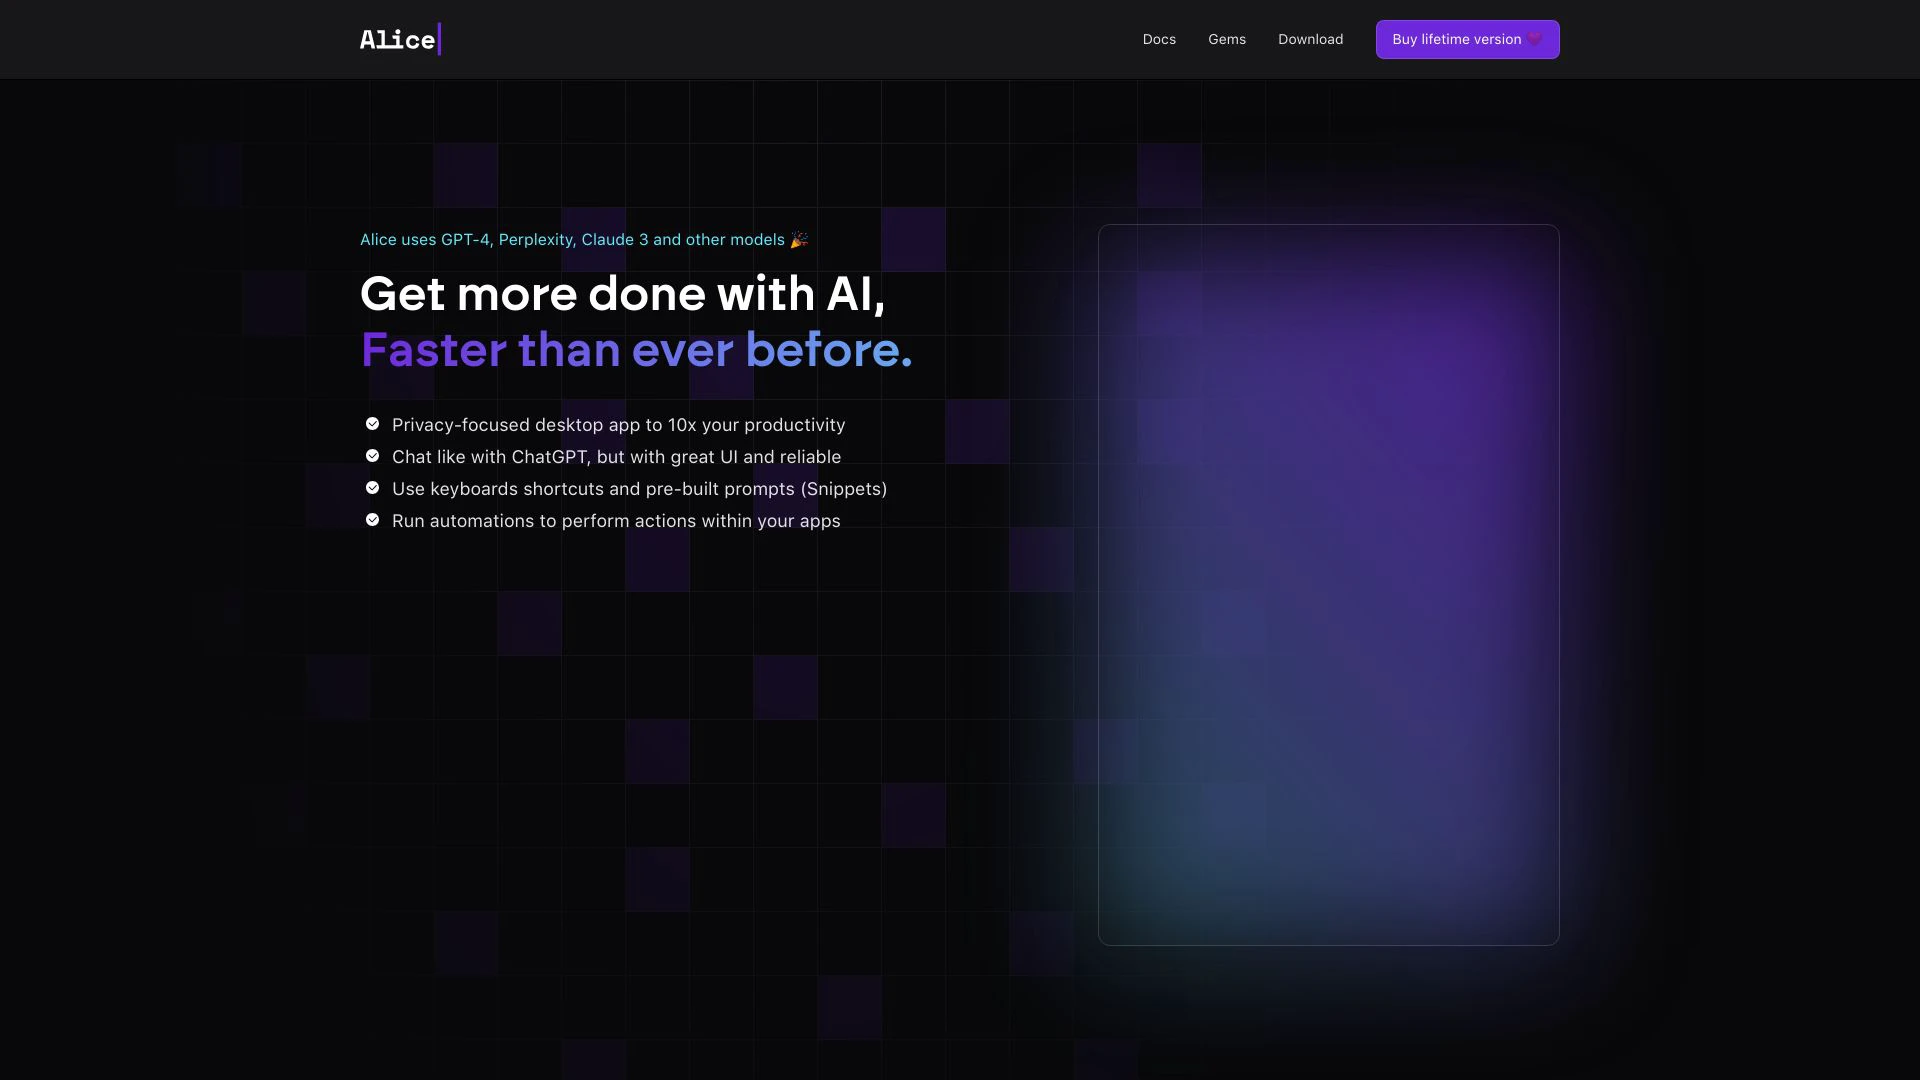 Alice
Docs
Gems
Download
Buy lifetime version 💜
Alice uses GPT-4, Perplexity, Claude 3 and other models 🎉
Get more done with AI,
Faster than ever before.
Privacy-focused desktop app to 10x your productivity
Chat like with ChatGPT, but with great UI and reliable
Use keyboards shortcuts and pre-built prompts (Snippets)
Run automations to perform actions within your apps